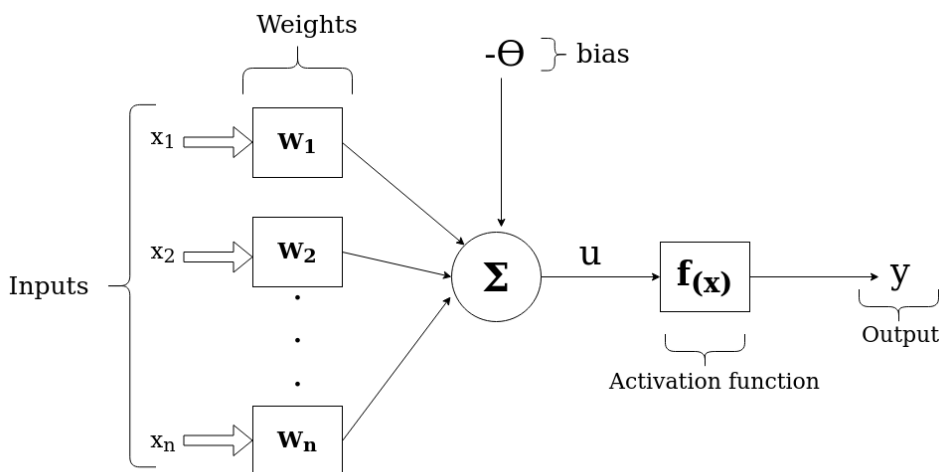 Weights
-Ө bias
x1 w1
x2 w2
Inputs
Σ u f(x) y
Output
Activation function
xn wn